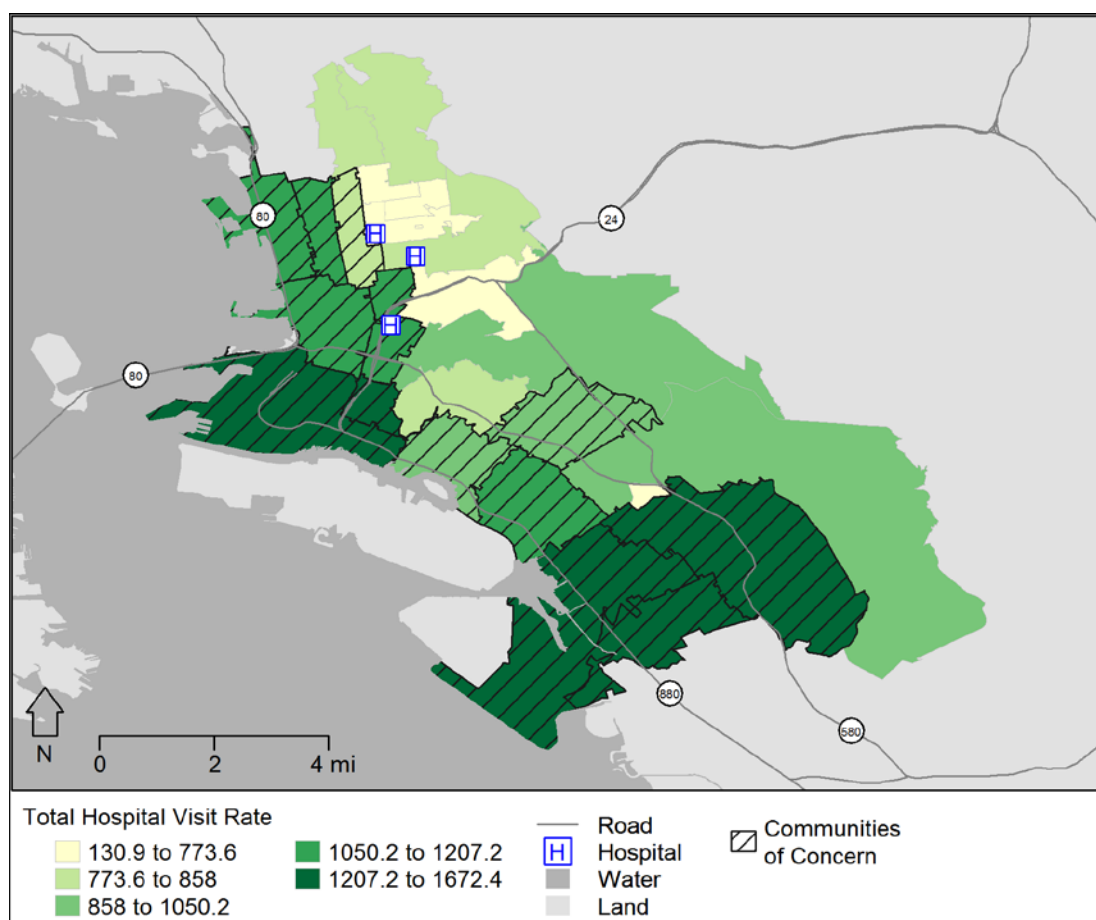 24
80
80
880
580
N
0 2 4 mi
Total Hospital Visit Rate
130.9 to 773.6
773.6 to 858
858 to 1050.2
1050.2 to 1207.2
1207.2 to 1672.4
Road
H Hospital
Water
Land
Communities
of Concern
H
H
H